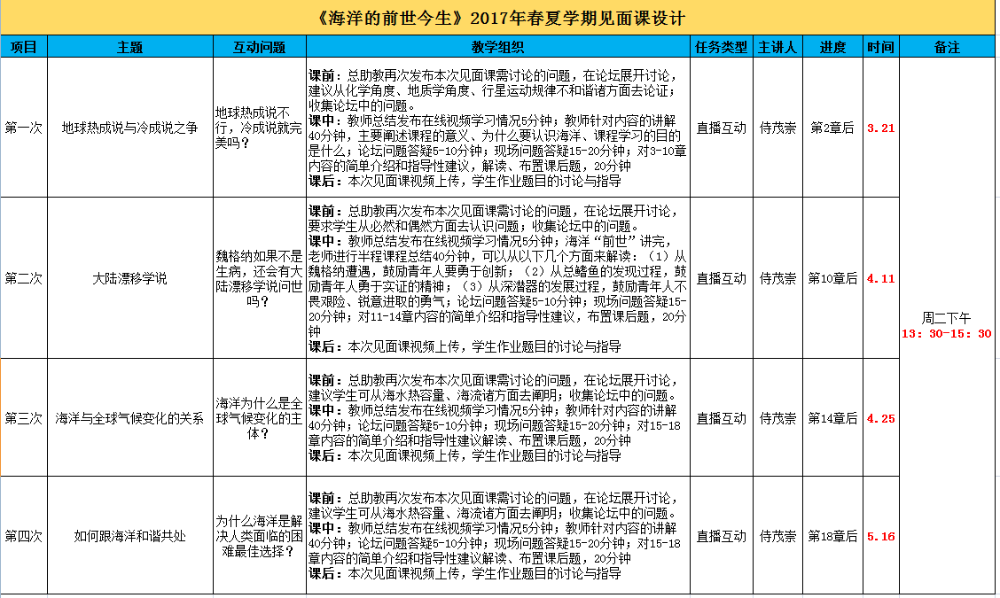 《海洋的前世今生》2017年春夏学期见面课设计
项目
主题
互动问题
教学组织
任务类型
主讲人
进度
时间
备注
第一次
地球热成说与冷成说之争
地球热成说不
行，冷成说就完
美吗？
课前：总助教再次发布本次见面课需讨论的问题，在论坛展开讨论，
建议从化学角度、地质学角度、行星运动规律不和谐诸方面去论证；
收集论坛中的问题。
课中：教师总结发布在线视频学习情况5分钟；教师针对内容的讲解
40分钟，主要阐述课程的意义、为什么要认识海洋、课程学习的目的
是什么；论坛问题答疑5-10分钟；现场问题答疑15-20分钟；对3-10章
内容的简单介绍和指导性建议，解读、布置课后题，20分钟
课后：本次见面课视频上传，学生作业题目的讨论与指导
直播互动
侍茂崇
第2章后
3.21
周二下午
13：30-15：30
第二次
大陆漂移学说
魏格纳如果不是
生病，还会有大
陆漂移学说问世
吗？
课前：总助教再次发布本次见面课需讨论的问题，在论坛展开讨论，
要求学生从必然和偶然方面去认识问题；收集论坛中的问题。
课中：教师总结发布在线视频学习情况5分钟；海洋“前世”讲完，
老师进行半程课程总结40分钟，可以从以下几个方面来解读：（1）从
魏格纳遭遇，鼓励青年人要勇于创新；（2）从总鳍鱼的发现过程，鼓
励青年人勇于实证的精神；（3）从深潜器的发展过程，鼓励青年人不
畏艰险、锐意进取的勇气；论坛问题答疑5-10分钟；现场问题答疑15-
20分钟；对11-14章内容的简单介绍和指导性建议，布置课后题，20分
钟
课后：本次见面课视频上传，学生作业题目的讨论与指导
直播互动
侍茂崇
第10章后
4.11
第三次
海洋与全球气候变化的关系
海洋为什么是全
球气候变化的主
体？
课前：总助教再次发布本次见面课需讨论的问题，在论坛展开讨论，
建议学生可从海水热容量、海流诸方面去阐明；收集论坛中的问题。
课中：教师总结发布在线视频学习情况5分钟；教师针对内容的讲解
40分钟；论坛问题答疑5-10分钟；现场问题答疑15-20分钟；对15-18
章内容的简单介绍和指导性建议解读、布置课后题，20分钟
课后：本次见面课视频上传，学生作业题目的讨论与指导
直播互动
侍茂崇
第14章后
4.25
第四次
如何跟海洋和谐共处
为什么海洋是解
决人类面临的困
难最佳选择？
课前：总助教再次发布本次见面课需讨论的问题，在论坛展开讨论，
建议学生可从海水热容量、海流诸方面去阐明；收集论坛中的问题。
课中：教师总结发布在线视频学习情况5分钟；教师针对内容的讲解
40分钟；论坛问题答疑5-10分钟；现场问题答疑15-20分钟；对15-18
章内容的简单介绍和指导性建议解读、布置课后题，20分钟
课后：本次见面课视频上传，学生作业题目的讨论与指导
直播互动
侍茂崇
第18章后
5.16